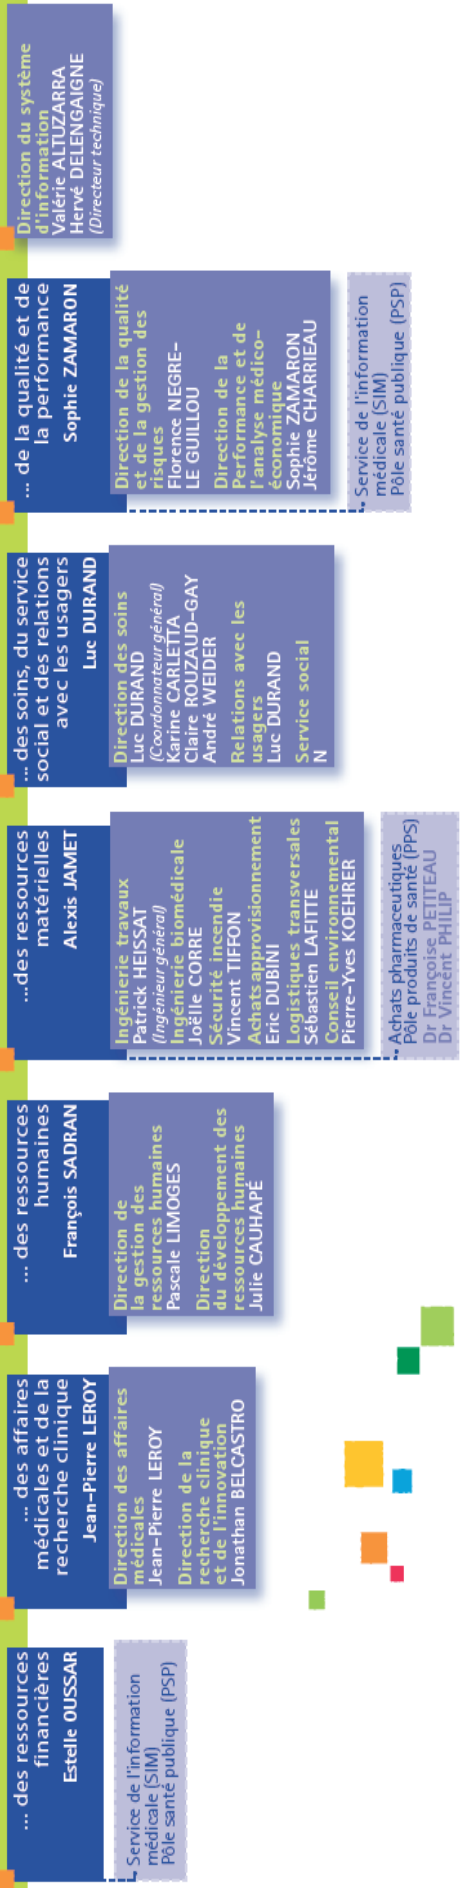 ... des ressources
financières
Estelle OUSSAR
Service de l'information
médicale (SIM)
Pôle santé publique (PSP)
... des affaires
médicales et de la
recherche clinique
Jean-Pierre LEROY
Direction des affaires
médicales
Jean-Pierre LEROY
Direction de la
recherche clinique
et de l'innovation
Jonathan BELCASTRO
... des ressources
humaines
François SADRAN
Direction de
la gestion des
ressources humaines
Pascale LIMOGES
Direction
du développement des
ressources humaines
Julie CAUHAPÉ
...des ressources
matérielles
Alexis JAMET
Ingénierie travaux
Patrick HEISSAT
(Ingénieur général)
Ingénierie biomédicale
Joëlle CORRE
Sécurité incendie
Vincent TIFFON
Achatsapprovisionnement
Eric DUBINI
Logistiques transversales
Sébastien LAFITTE
Conseil environnemental
Pierre-Yves KOEHRER
Achats pharmaceutiques
Pôle produits de santé (PPS)
Dr Françoise PETITEAU
Dr Vincent PHILIP
... des soins, du service
social et des relations
avec les usagers
Luc DURAND
Direction des soins
Luc DURAND
(Coordonnateur général)
Karine CARLETTA
Claire ROUZAUD-GAY
André WEIDER
Relations avec les
usagers
Luc DURAND
Service social
N
... de la qualité et de
la performance
Sophie ZAMARON
Direction de la qualité
et de la gestion des
risques
Florence NEGRE-
LE GUILLOU
Direction de la
Performance et de
l'analyse médico-
économique
Sophie ZAMARON
Jérôme CHARRIEAU
Service de l'information
médicale (SIM)
Pôle santé publique (PSP)
Direction du système
d'information
Valérie ALTUZARRA
Hervé DELENGAIGNE
(Directeur technique)